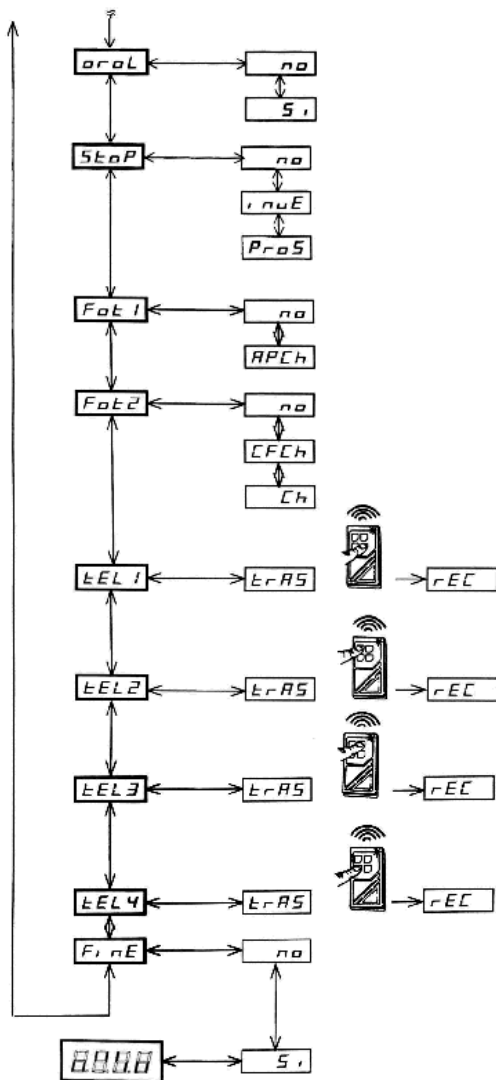 oroL no
Si
StoP no
inuE
ProS
Fot1 no
APCh
Fot2 no
CFCh
Ch
tEL1 trAS rEC
tEL2 trAS rEC
tEL3 trAS rEC
tEL4 trAS rEC
FinE no
8.8.8.8 Si